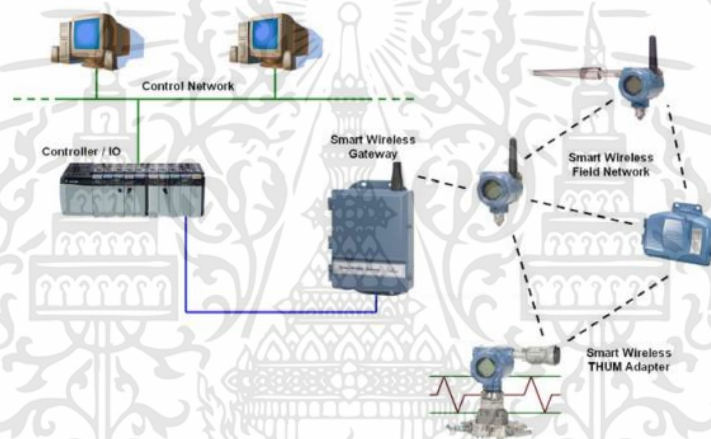 Control Network
Controller / IO
Smart Wireless
Gateway
Smart Wireless
Field Network
Smart Wireless
THUM Adapter